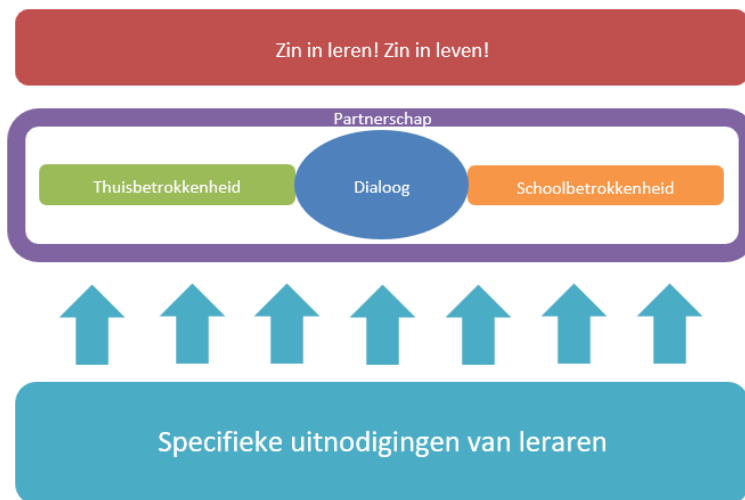 Zin in leren! Zin in leven!
Partnerschap
Thuisbetrokkenheid
Dialoog
Schoolbetrokkenheid
Specifieke uitnodigingen van leraren